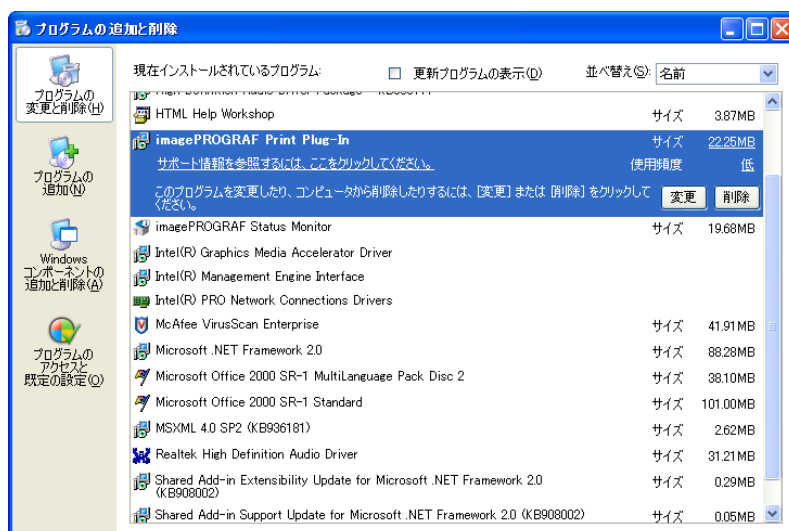 プログラムの追加と削除
プログラムの
変更と削除(H)
プログラムの
追加(N)
Windows
コンポーネントの
追加と削除(A)
プログラムの
アクセスと
既定の設定(O)
現在インストールされているプログラム:
更新プログラムの表示(D)
並べ替え(S):
名前
HTML Help Workshop サイズ 3.87MB
imagePROGRAF Print Plug-In サイズ 22.25MB
サポート情報を参照するには、ここをクリックしてください。 使用頻度 低
このプログラムを変更したり、コンピュータから削除したりするには、[変更] または [削除] をクリックして
ください。
変更 削除
imagePROGRAF Status Monitor サイズ 19.68MB
Intel(R) Graphics Media Accelerator Driver
Intel(R) Management Engine Interface
Intel(R) PRO Network Connections Drivers
McAfee VirusScan Enterprise サイズ 41.91MB
Microsoft .NET Framework 2.0 サイズ 88.28MB
Microsoft Office 2000 SR-1 MultiLanguage Pack Disc 2 サイズ 38.10MB
Microsoft Office 2000 SR-1 Standard サイズ 101.00MB
MSXML 4.0 SP2 (KB936181) サイズ 2.62MB
Realtek High Definition Audio Driver サイズ 31.21MB
Shared Add-in Extensibility Update for Microsoft .NET Framework 2.0 サイズ 0.29MB
(KB908002)
Shared Add-in Support Update for Microsoft .NET Framework 2.0 (KB908002) サイズ 0.05MB